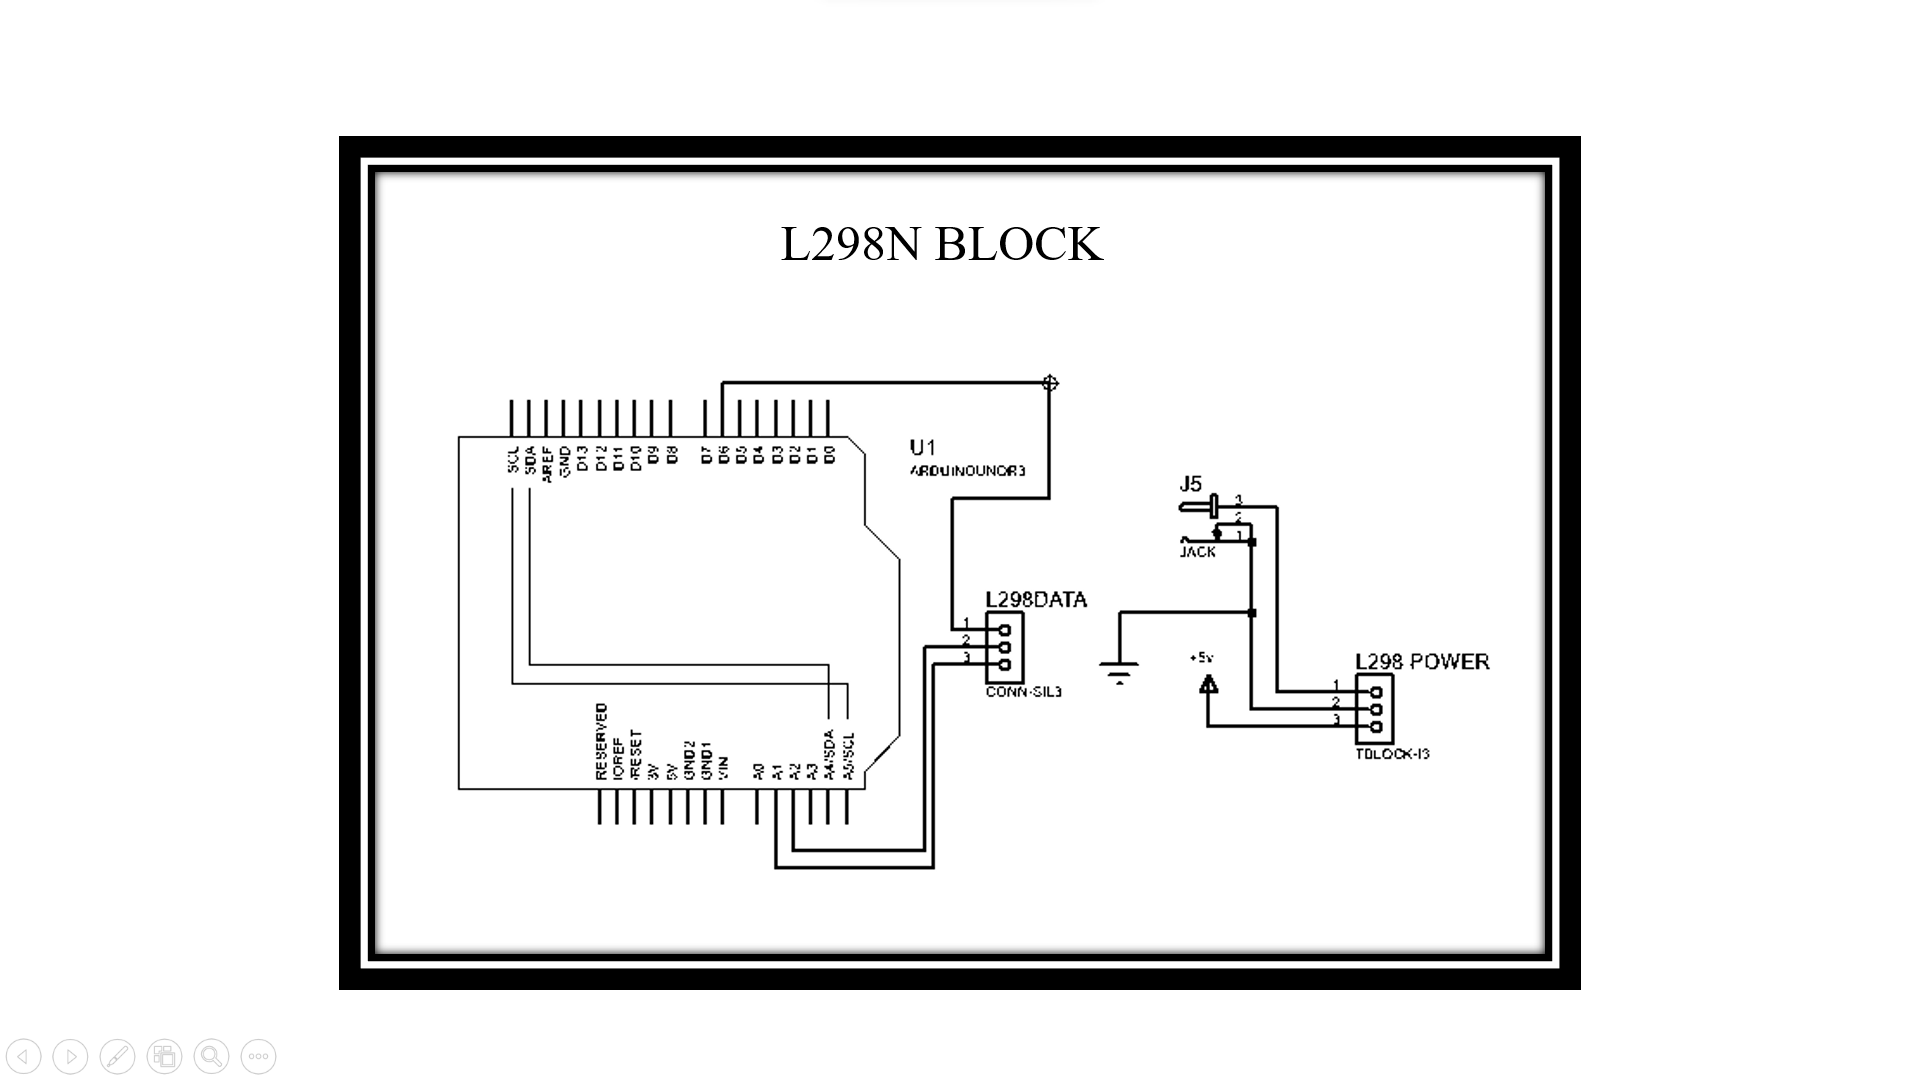 L298N BLOCK
SCL SDA AREF GND D13 D12 D11 D10 D9 D8 D7 D6 D5 D4 D3 D2 D1 D0
U1
ARDUINOUNOR3
J5
3
2
1
JACK
L298DATA
1
2
3
CONN-SIL3
+5v
L298 POWER
1
2
3
TBLOCK-I3
RESERVED IOREF RESET 3V 5V GND2 GND1 VIN A0 A1 A2 A3 A4/SDA A5/SCL